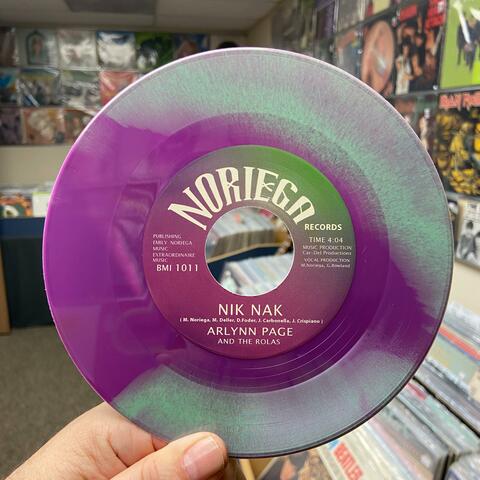 NORIEGA
RECORDS
PUBLISHING
EMILY NORIEGA
MUSIC
EXTRAORDINAIRE
MUSIC
BMI 1011
TIME 4:04
MUSIC PRODUCTION
Car-Del Productions
VOCAL PRODUCTION
M.Noriega, G.Rowland
NIK NAK
( M. Noriega, M. Deller, D.Foder, J. Carbonella, J. Crispiano )
ARLYNN PAGE
AND THE ROLAS
BEATLES